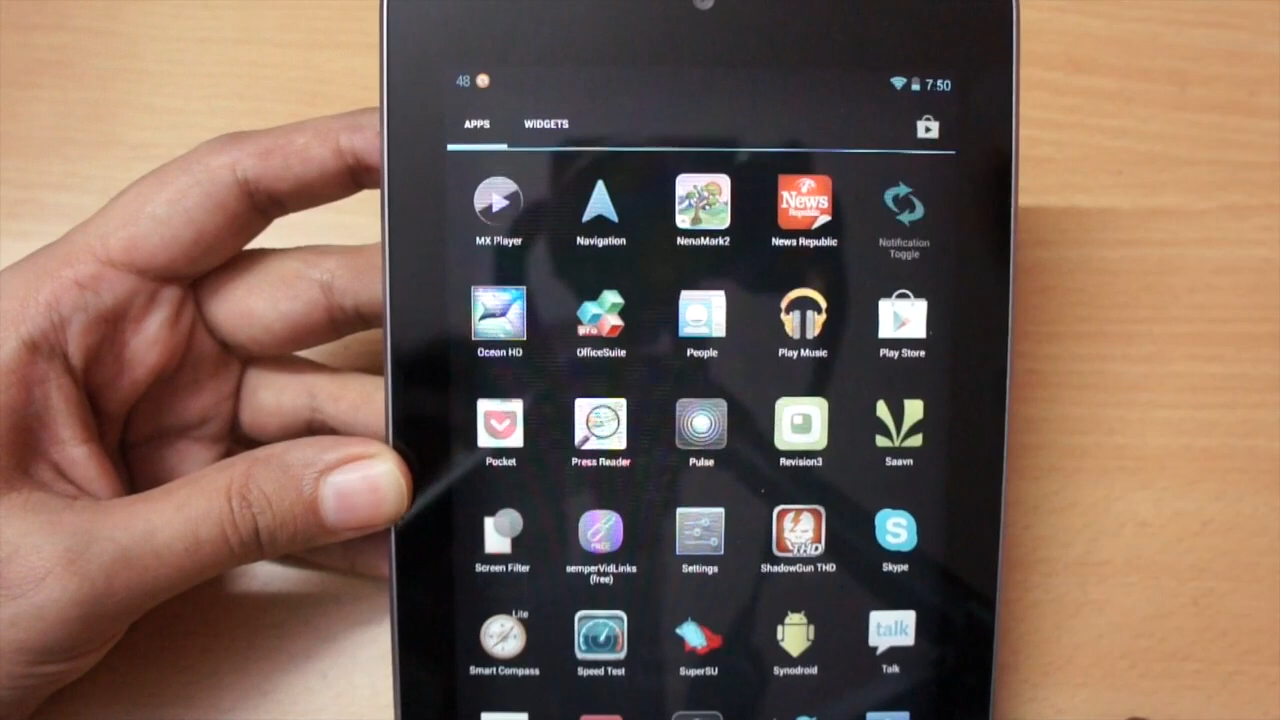 48
7:50
APPS
WIDGETS
MX Player
Navigation
NenaMark2
News Republic
News Republic
Notification Toggle
Ocean HD
pro
OfficeSuite
People
Play Music
Play Store
Pocket
Press Reader
Pulse
Revision3
Saavn
Screen Filter
FREE
semperVidLinks
(free)
Settings
THD
ShadowGun THD
S
Skype
Lite
Smart Compass
Speed Test
SuperSU
Synodroid
talk
Talk